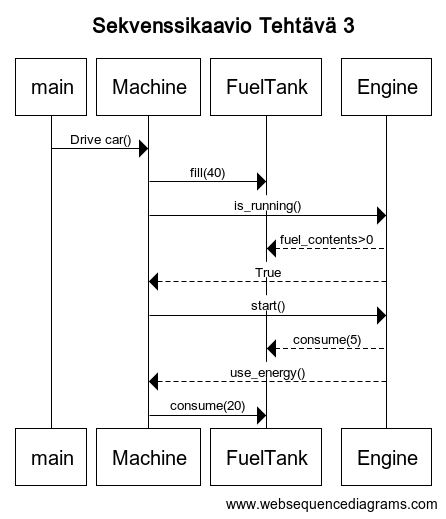 Sekvenssikaavio Tehtävä 3
main Machine FuelTank Engine
Drive car()
fill(40)
is_running()
fuel_contents>0
True
start()
consume(5)
use_energy()
consume(20)
main Machine FuelTank Engine
www.websequencediagrams.com